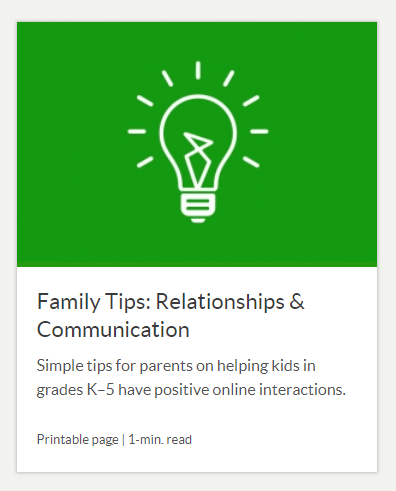 Family Tips: Relationships &
Communication
Simple tips for parents on helping kids in
grades K–5 have positive online interactions.
Printable page | 1-min. read